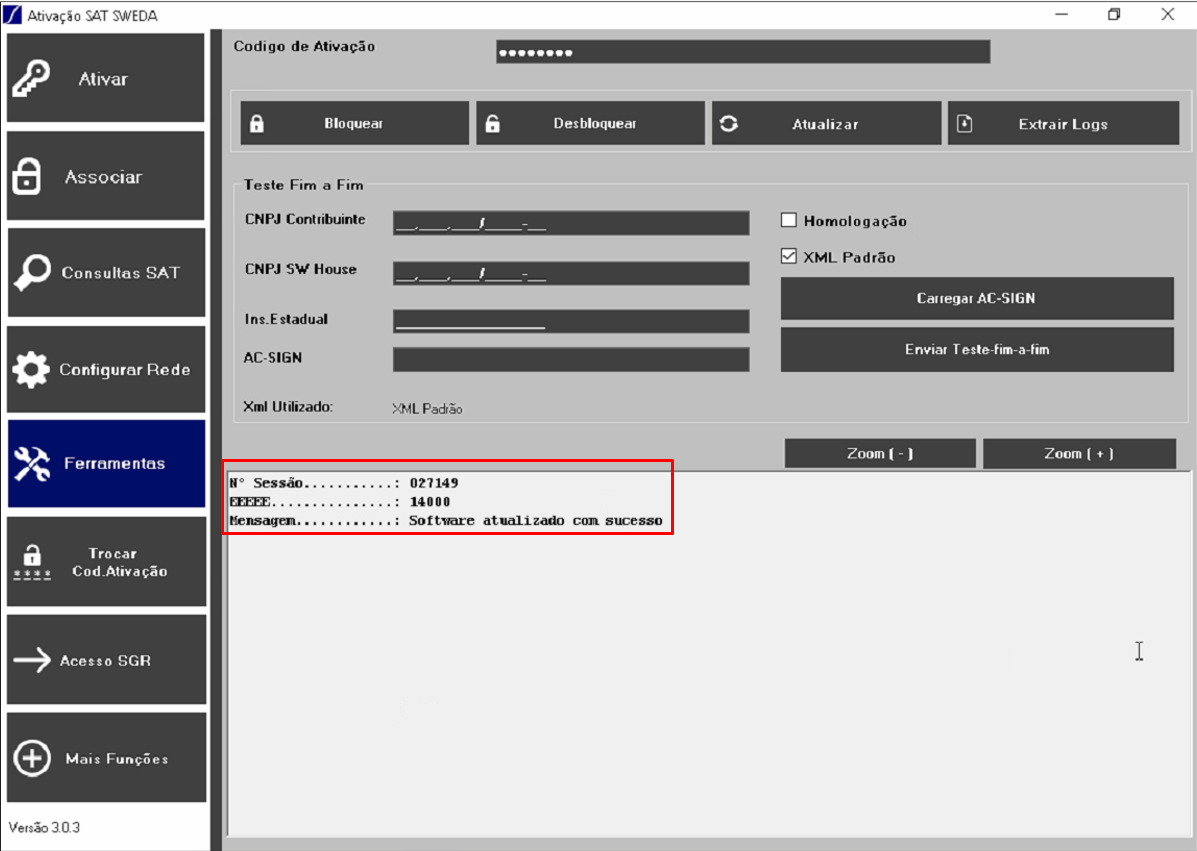 Ativação SAT SWEDA
Ativar
Associar
Consultas SAT
Configurar Rede
Ferramentas
Trocar
Cod.Ativação
Acesso SGR
Mais Funções
Versão 3.0.3
Codigo de Ativação
Bloquear
Desbloquear
Atualizar
Extrair Logs
Teste Fim a Fim
CNPJ Contribuinte
__.___.___/____-__
CNPJ SW House
__.___.___/____-__
Ins.Estadual
AC-SIGN
Xml Utilizado:
XML Padrão
Homologação
XML Padrão
Carregar AC-SIGN
Enviar Teste-fim-a-fim
Zoom ( - )
Zoom ( + )
N° Sessão...........: 027149
EEEEE...............: 14000
Mensagem............: Software atualizado com sucesso